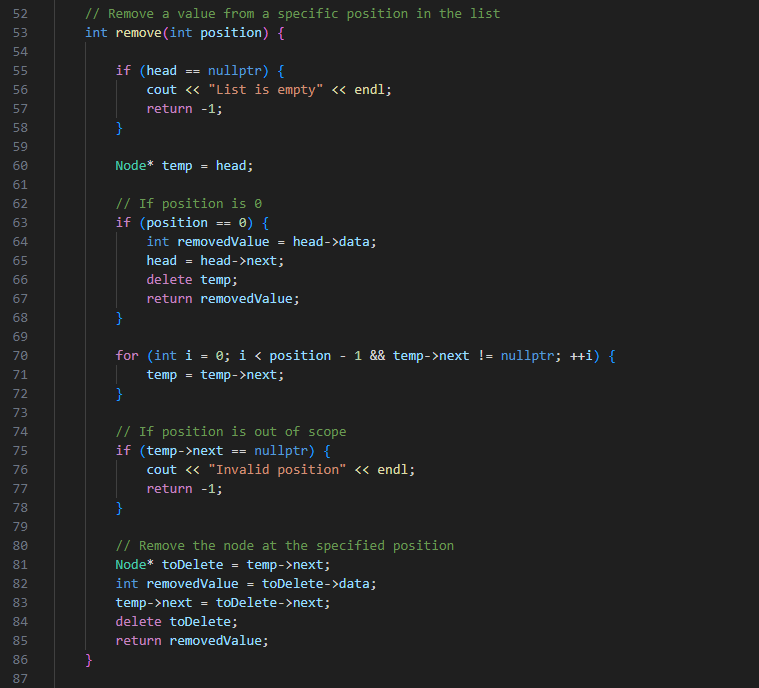 52 // Remove a value from a specific position in the list
53 int remove(int position) {
54
55 if (head == nullptr) {
56 cout << "List is empty" << endl;
57 return -1;
58 }
59
60 Node* temp = head;
61
62 // If position is 0
63 if (position == 0) {
64 int removedValue = head->data;
65 head = head->next;
66 delete temp;
67 return removedValue;
68 }
69
70 for (int i = 0; i < position - 1 && temp->next != nullptr; ++i) {
71 temp = temp->next;
72 }
73
74 // If position is out of scope
75 if (temp->next == nullptr) {
76 cout << "Invalid position" << endl;
77 return -1;
78 }
79
80 // Remove the node at the specified position
81 Node* toDelete = temp->next;
82 int removedValue = toDelete->data;
83 temp->next = toDelete->next;
84 delete toDelete;
85 return removedValue;
86 }
87